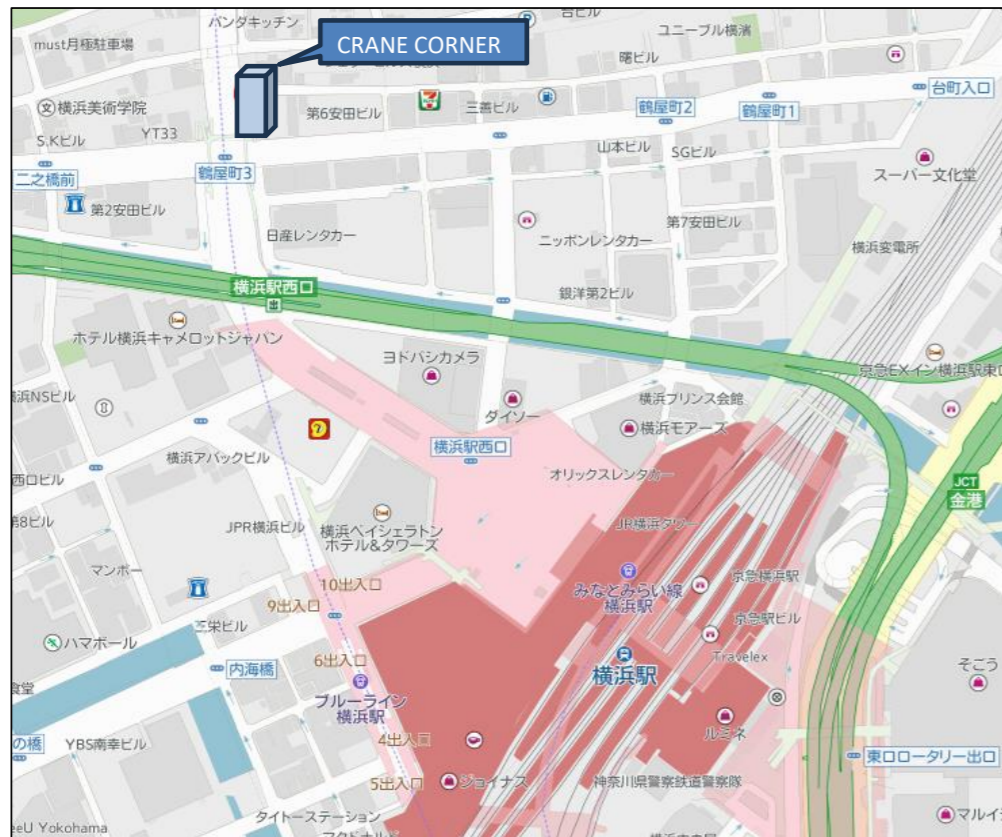 パンダキッチン
台ビル
must月極駐車場
CRANE CORNER
ユニーブル横濱
曙ビル
横浜美術学院
第6安田ビル
三善ビル
鶴屋町2
鶴屋町1
台町入口
S.Kビル
YT33
山本ビル
SGビル
二之橋前
鶴屋町3
スーパー文化堂
第2安田ビル
日産レンタカー
ニッポンレンタカー
第7安田ビル
横浜変電所
横浜駅西口
出
銀洋第2ビル
ホテル横浜キャメロットジャパン
ヨドバシカメラ
京急EXイン横浜駅東口
横浜NSビル
ダイソー
横浜プリンス会館
横浜モアーズ
横浜駅西口
横浜アバックビル
西口ビル
オリックスレンタカー
JCT
金港
第8ビル
JPR横浜ビル
横浜ベイシェラトン
ホテル&タワーズ
JR横浜タワー
マンボー
10出入口
みなとみらい線
横浜駅
京急横浜駅
9出入口
三栄ビル
京急駅ビル
ハマボール
6出入口
内海橋
横浜駅
Travelex
そごう
食堂
ブルーライン
横浜駅
ルミネ
の橋
YBS南幸ビル
4出入口
東口ロータリー出口
5出入口
ジョイナス
神奈川県警察鉄道警察隊
タイトーステーション
マルイ
eeU Yokohama